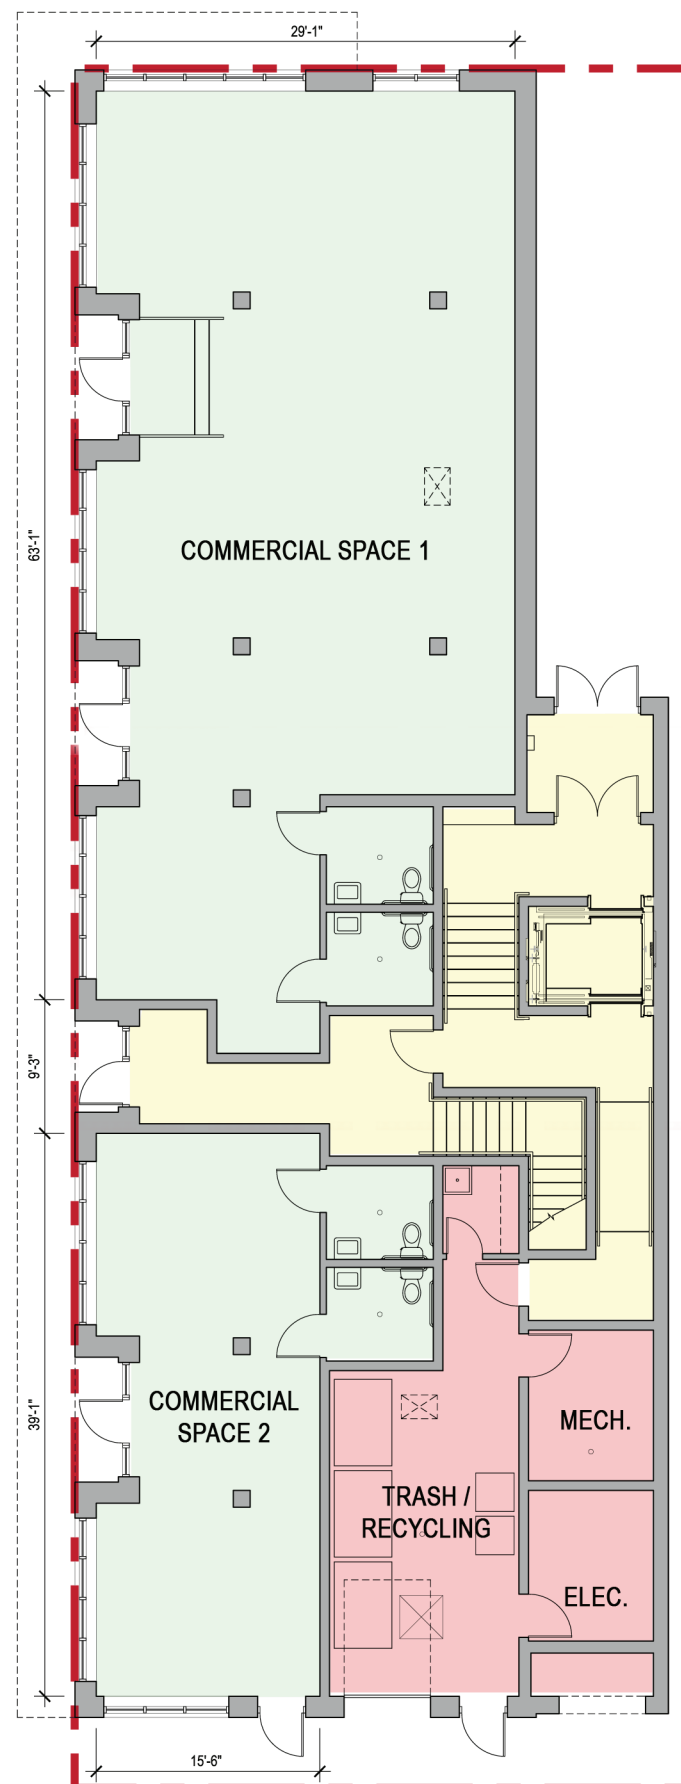 29'-1"
63'-1"
COMMERCIAL SPACE 1
9'-3"
39'-1"
COMMERCIAL
SPACE 2
MECH.
TRASH /
RECYCLING
ELEC.
15'-6"